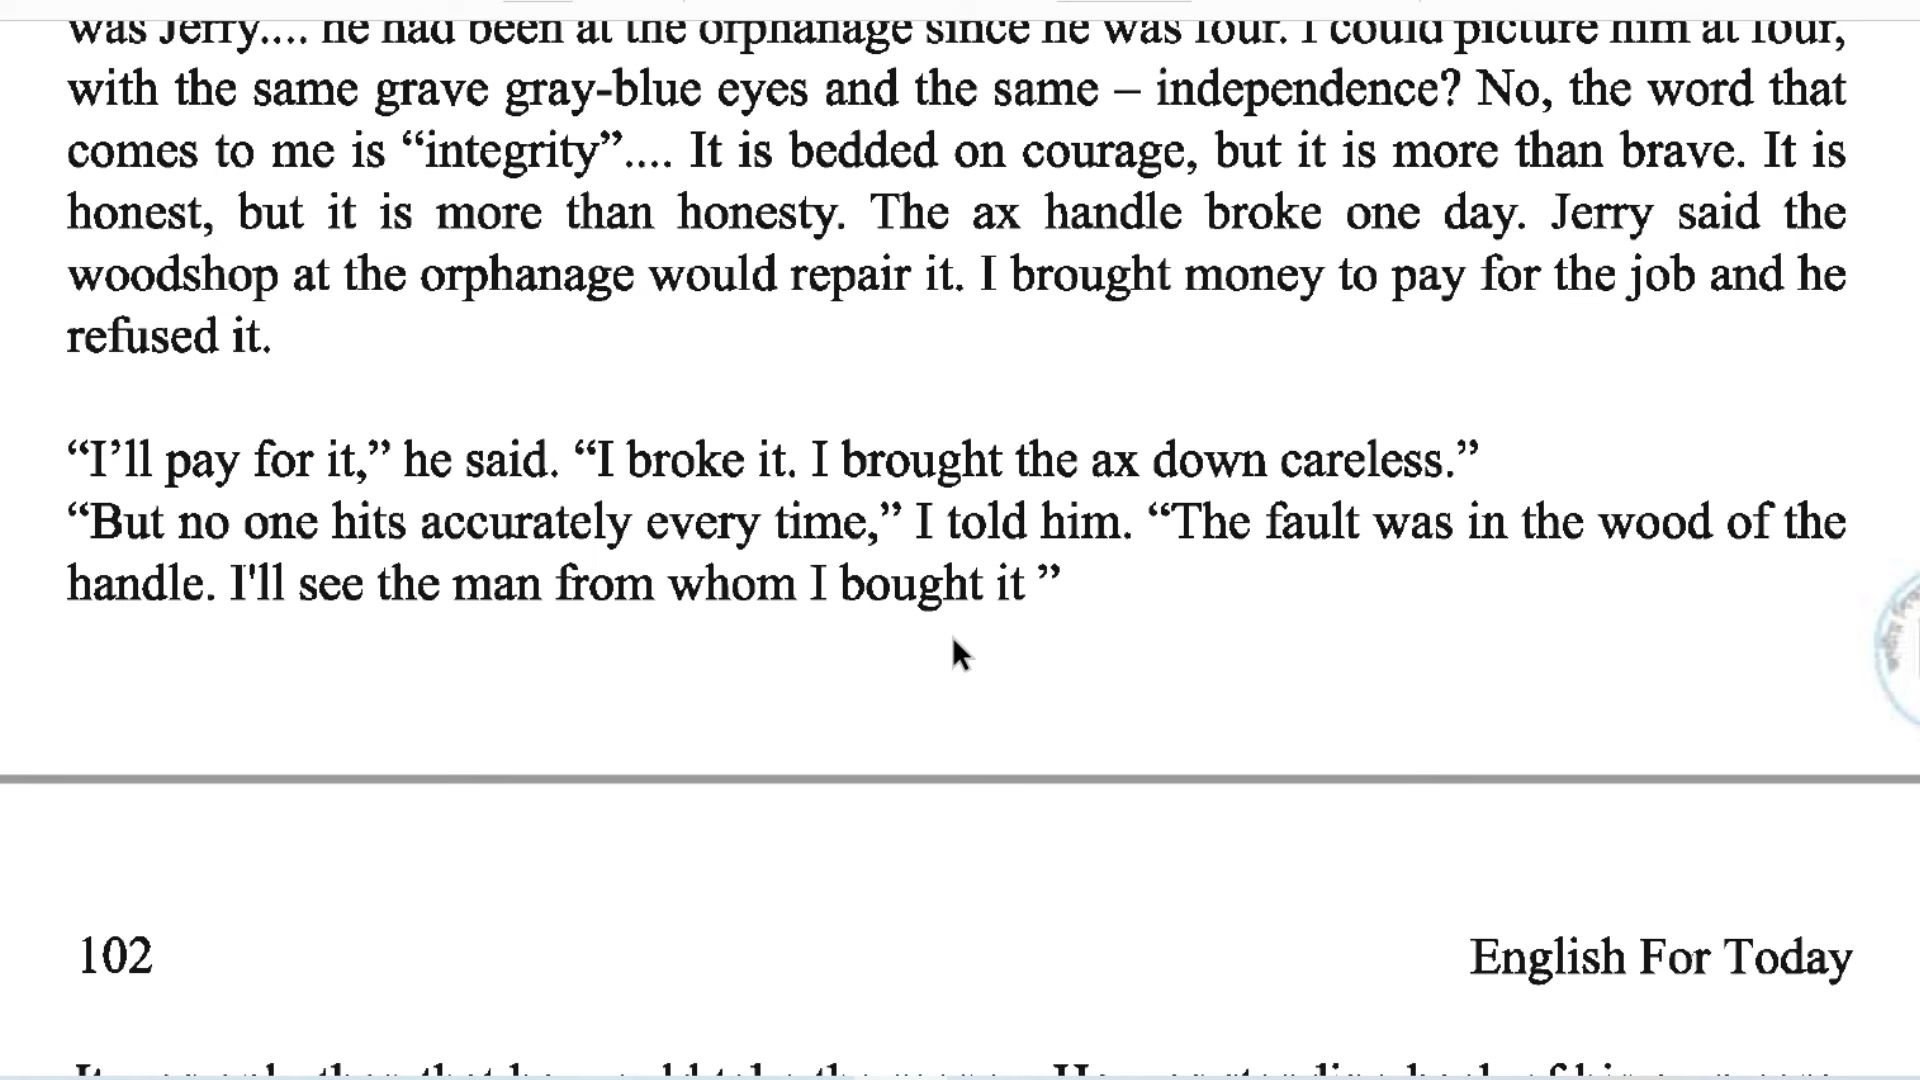 was Jerry.... he had been at the orphanage since he was four. I could picture him at four,
with the same grave gray-blue eyes and the same – independence? No, the word that
comes to me is “integrity”.... It is bedded on courage, but it is more than brave. It is
honest, but it is more than honesty. The ax handle broke one day. Jerry said the
woodshop at the orphanage would repair it. I brought money to pay for the job and he
refused it.
“I’ll pay for it,” he said. “I broke it. I brought the ax down careless.”
“But no one hits accurately every time,” I told him. “The fault was in the wood of the
handle. I'll see the man from whom I bought it ”
102
English For Today